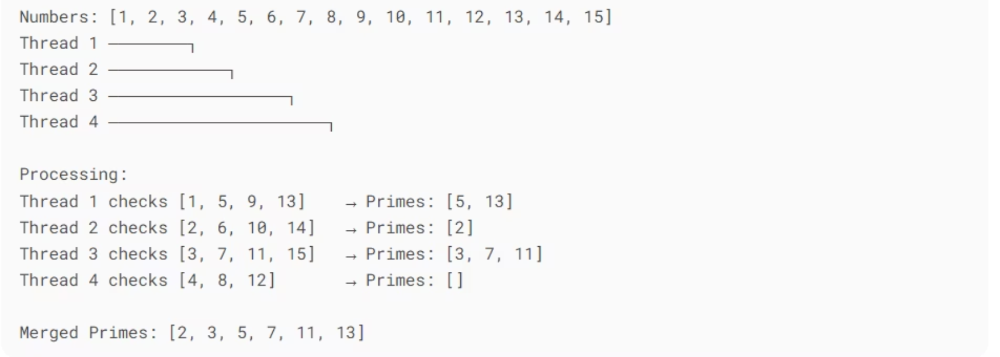 Numbers: [1, 2, 3, 4, 5, 6, 7, 8, 9, 10, 11, 12, 13, 14, 15]
Thread 1 ────────┐
Thread 2 ────────────┐
Thread 3 ──────────────────┐
Thread 4 ──────────────────────┐
Processing:
Thread 1 checks [1, 5, 9, 13]    → Primes: [5, 13]
Thread 2 checks [2, 6, 10, 14]   → Primes: [2]
Thread 3 checks [3, 7, 11, 15]   → Primes: [3, 7, 11]
Thread 4 checks [4, 8, 12]       → Primes: []
Merged Primes: [2, 3, 5, 7, 11, 13]